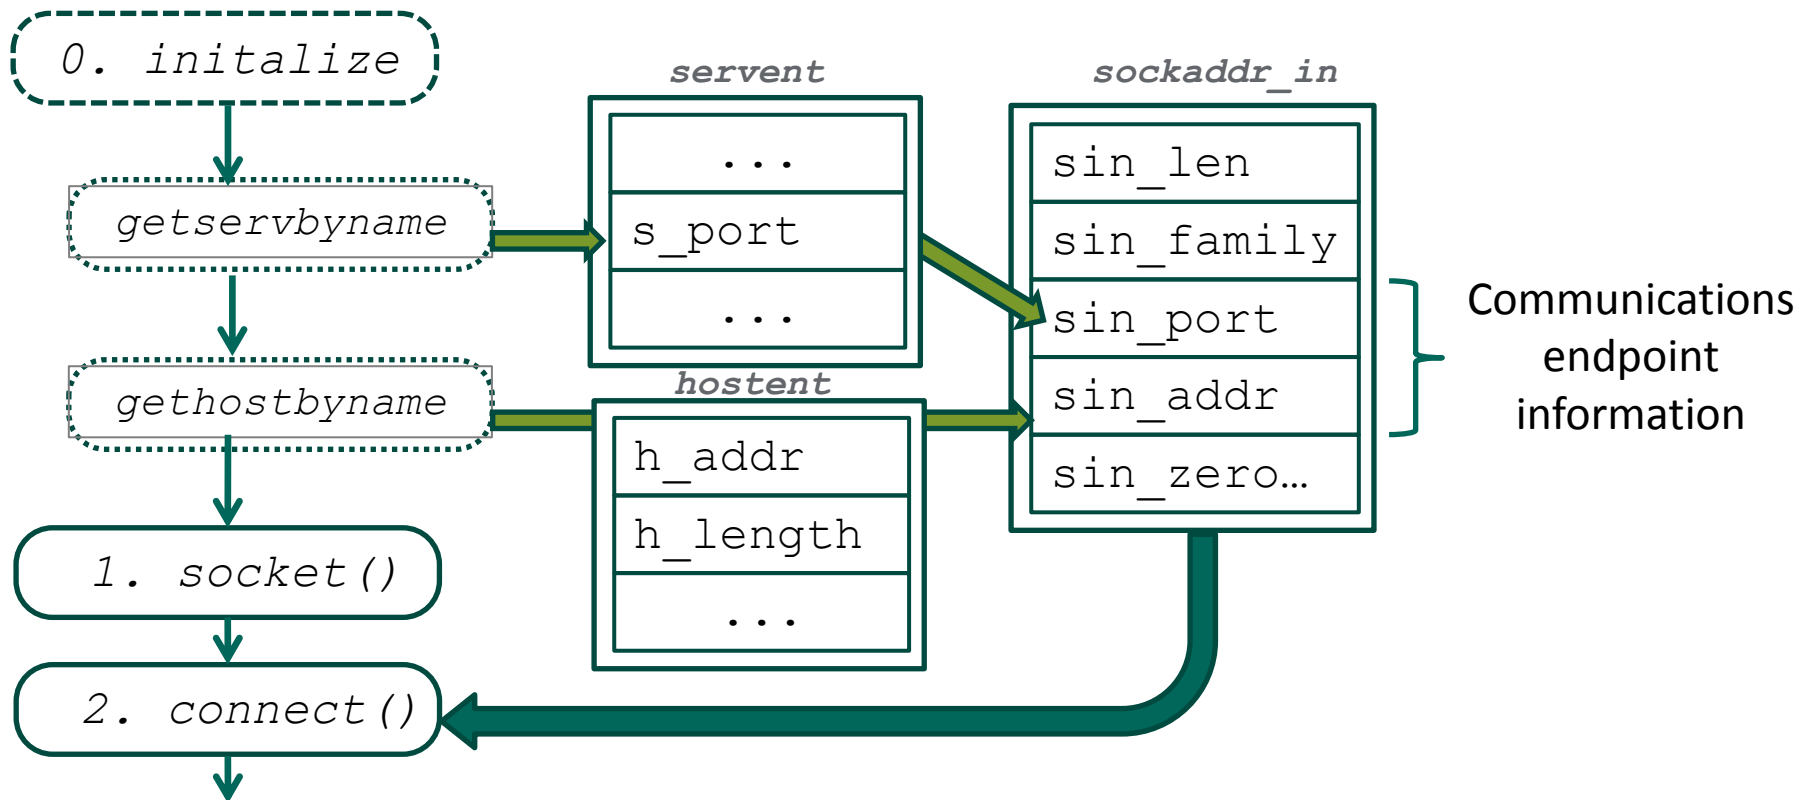 0. initalize
getservbyname
gethostbyname
1. socket()
2. connect()
servent
...
s_port
...
hostent
h_addr
h_length
...
sockaddr_in
sin_len
sin_family
sin_port
sin_addr
sin_zero…
Communications
endpoint
information